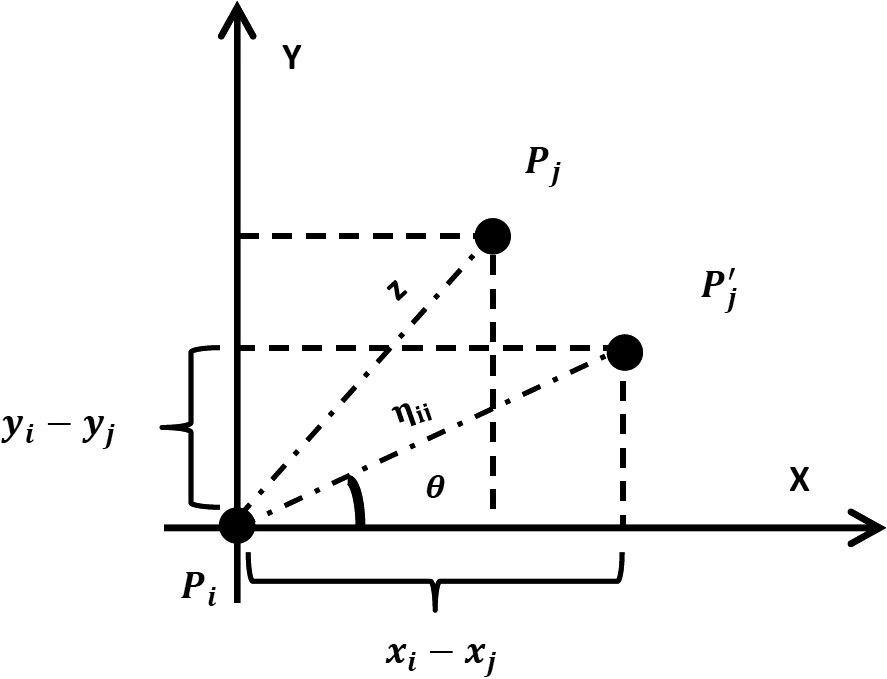 Y
P_j
P'_j
z
y_i − y_j
η_ii
X
θ
P_i
x_i − x_j